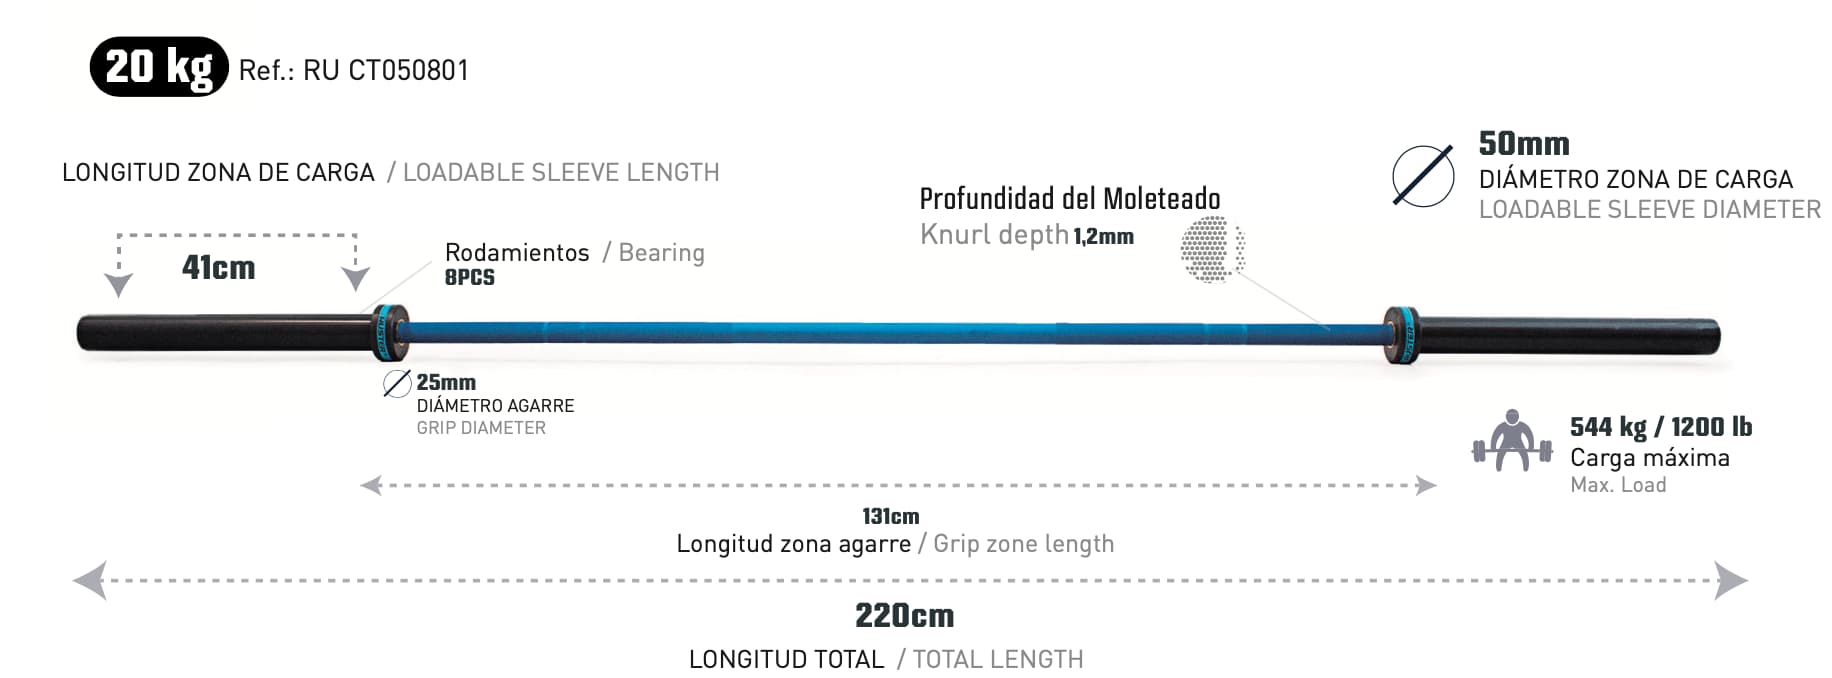 20 kg Ref.: RU CT050801
LONGITUD ZONA DE CARGA / LOADABLE SLEEVE LENGTH
41cm
Rodamientos / Bearing
8PCS
Profundidad del Moleteado
Knurl depth 1,2mm
50mm
DIÁMETRO ZONA DE CARGA
LOADABLE SLEEVE DIAMETER
25mm
DIÁMETRO AGARRE
GRIP DIAMETER
544 kg / 1200 lb
Carga máxima
Max. Load
131cm
Longitud zona agarre / Grip zone length
220cm
LONGITUD TOTAL / TOTAL LENGTH